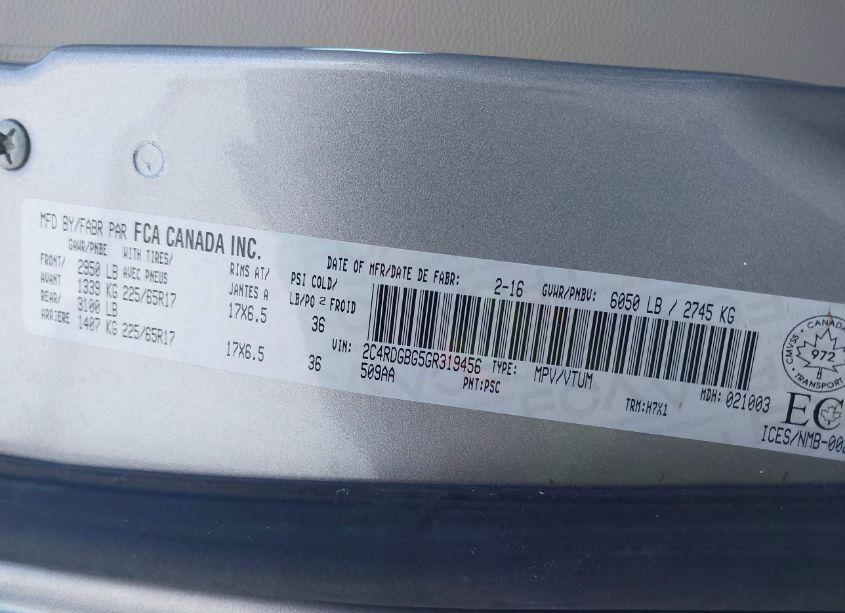 MFD BY/FABR PAR FCA CANADA INC.
DATE OF MFR/DATE DE FABR: 2-16 GVWR/PNBV: 6050 LB / 2745 KG
GAWR/PNBE WITH TIRES/ RIMS AT/ PSI COLD/
AVEC PNEUS JANTES A LB/PO 2 FROID
FRONT/ 2950 LB
AVANT 1339 KG 225/65R17 17X6.5 36
REAR/ 3100 LB
ARRIERE 1407 KG 225/65R17 17X6.5 36
VIN: 2C4RDGBG5GR319456 TYPE: MPV/VTUM MDH: 021003
509AA PNT:PSC TRM:H7X1
CANADA
CMVSS 972
TRANSPORT
EC
ICES/NMB-00